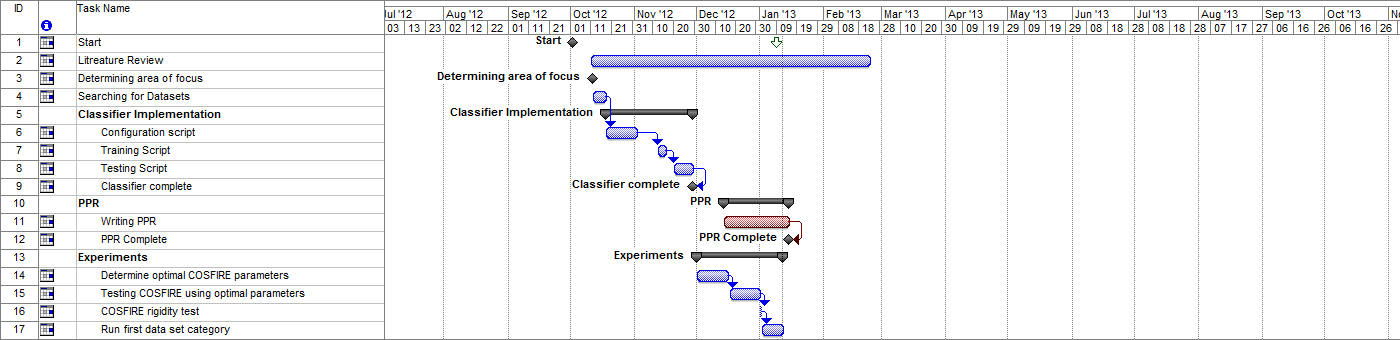 ID Task Name Jul '12 Aug '12 Sep '12 Oct '12 Nov '12 Dec '12 Jan '13 Feb '13 Mar '13 Apr '13 May '13 Jun '13 Jul '13 Aug '13 Sep '13 Oct '13 No
03 13 23 02 12 22 01 11 21 01 11 21 31 10 20 30 10 20 30 09 19 29 08 18 28 10 20 30 09 19 29 09 19 29 08 18 28 08 18 28 07 17 27 06 16 26 06 16 26
1 Start Start
2 Litreature Review
3 Determining area of focus Determining area of focus
4 Searching for Datasets
5 Classifier Implementation Classifier Implementation
6 Configuration script
7 Training Script
8 Testing Script
9 Classifier complete Classifier complete
10 PPR PPR
11 Writing PPR
12 PPR Complete PPR Complete
13 Experiments Experiments
14 Determine optimal COSFIRE parameters
15 Testing COSFIRE using optimal parameters
16 COSFIRE rigidity test
17 Run first data set category